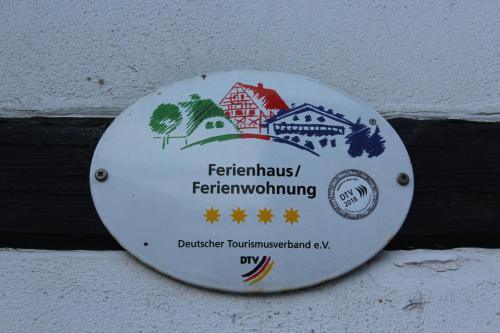 ®
Ferienhaus/
Ferienwohnung
DTV
2018
Deutscher Tourismusverband e.V.
DTV